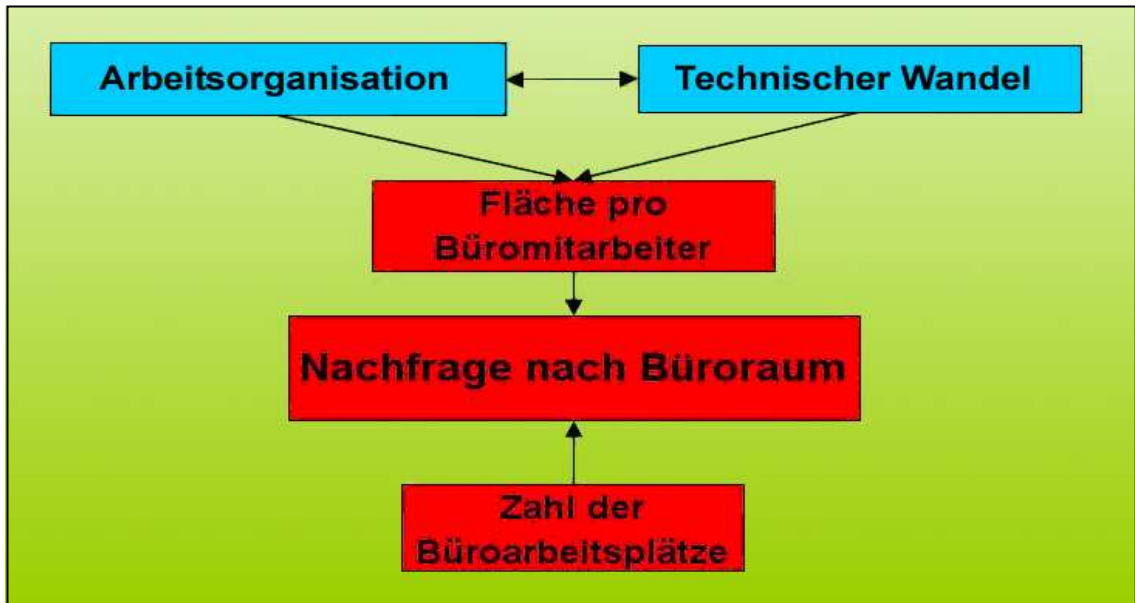 Arbeitsorganisation
Technischer Wandel
Fläche pro
Büromitarbeiter
Nachfrage nach Büroraum
Zahl der
Büroarbeitsplätze